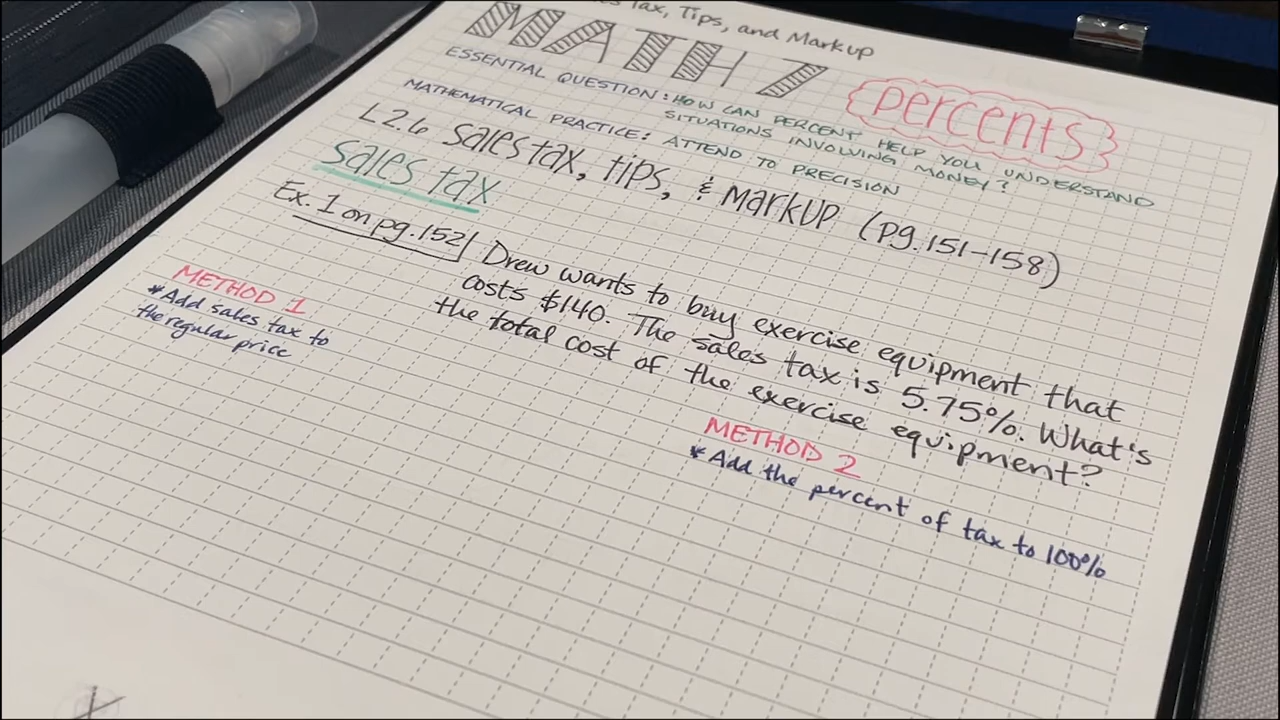 Tax, Tips, and Markup
MATH 7
percents
ESSENTIAL QUESTION: HOW CAN PERCENT HELP YOU UNDERSTAND
SITUATIONS INVOLVING MONEY?
MATHEMATICAL PRACTICE: ATTEND TO PRECISION
L2.6 sales tax, tips, & MARKUP (pg.151-158)
sales tax
Ex. 1 on pg.152
Drew wants to buy exercise equipment that
costs $140. The sales tax is 5.75%. What's
the total cost of the exercise equipment?
METHOD 1
*Add sales tax to
the regular price
METHOD 2
*Add the percent of tax to 100%